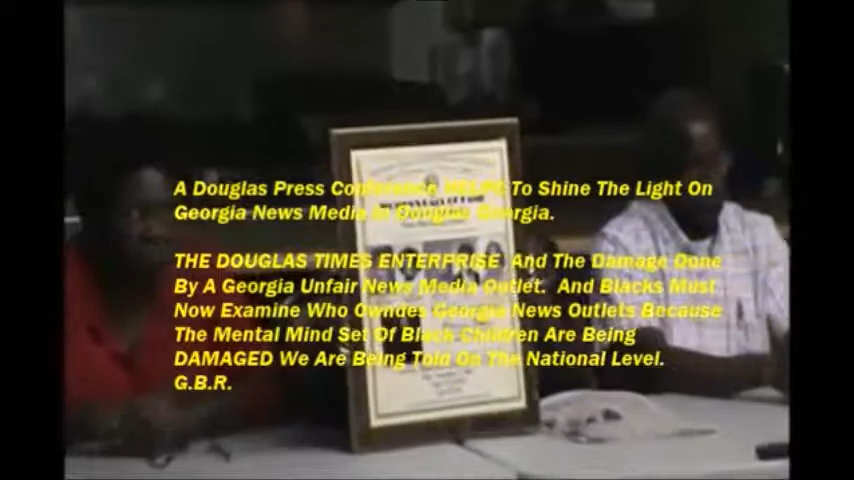 A Douglas Press Conference HELPS To Shine The Light On
Georgia News Media In Douglas Georgia.
THE DOUGLAS TIMES ENTERPRISE And The Damage Done
By A Georgia Unfair News Media Outlet. And Blacks Must
Now Examine Who Owndes Georgia News Outlets Because
The Mental Mind Set Of Black Children Are Being
DAMAGED We Are Being Told On The National Level.
G.B.R.